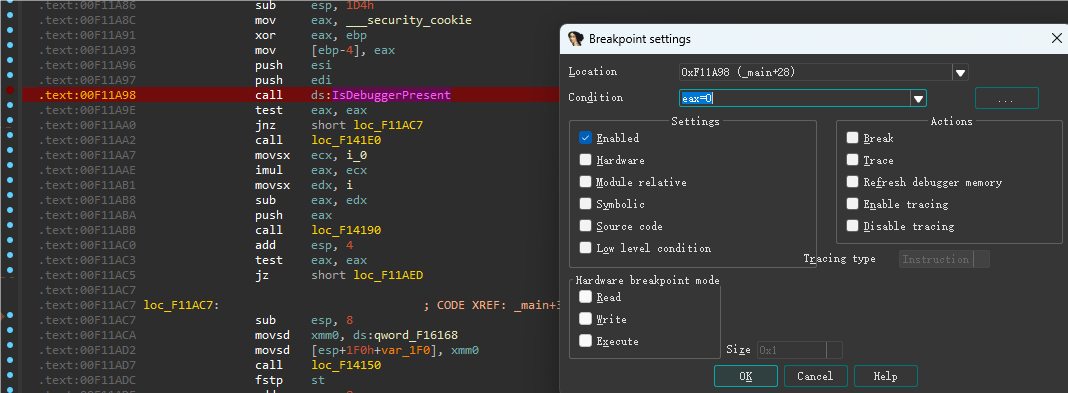 .text:00F11A86 sub esp, 1D4h
.text:00F11A8C mov eax, ___security_cookie
.text:00F11A91 xor eax, ebp
.text:00F11A93 mov [ebp-4], eax
.text:00F11A96 push esi
.text:00F11A97 push edi
.text:00F11A98 call ds:IsDebuggerPresent
.text:00F11A9E test eax, eax
.text:00F11AA0 jnz short loc_F11AC7
.text:00F11AA2 call loc_F141E0
.text:00F11AA7 movsx ecx, i_0
.text:00F11AAE imul eax, ecx
.text:00F11AB1 movsx edx, i
.text:00F11AB8 sub eax, edx
.text:00F11ABA push eax
.text:00F11ABB call loc_F14190
.text:00F11AC0 add esp, 4
.text:00F11AC3 test eax, eax
.text:00F11AC5 jz short loc_F11AED
.text:00F11AC7
.text:00F11AC7 loc_F11AC7: ; CODE XREF: _main+3
.text:00F11AC7 sub esp, 8
.text:00F11ACA movsd xmm0, ds:qword_F16168
.text:00F11AD2 movsd [esp+1F0h+var_1F0], xmm0
.text:00F11AD7 call loc_F14150
.text:00F11ADC fstp st
Breakpoint settings
Location 0xF11A98 (_main+28)
Condition eax=0 ...
Settings
Enabled
Hardware
Module relative
Symbolic
Source code
Low level condition
Actions
Break
Trace
Refresh debugger memory
Enable tracing
Disable tracing
Tracing type Instruction
Hardware breakpoint mode
Read
Write
Execute
Size 0x1
OK Cancel Help